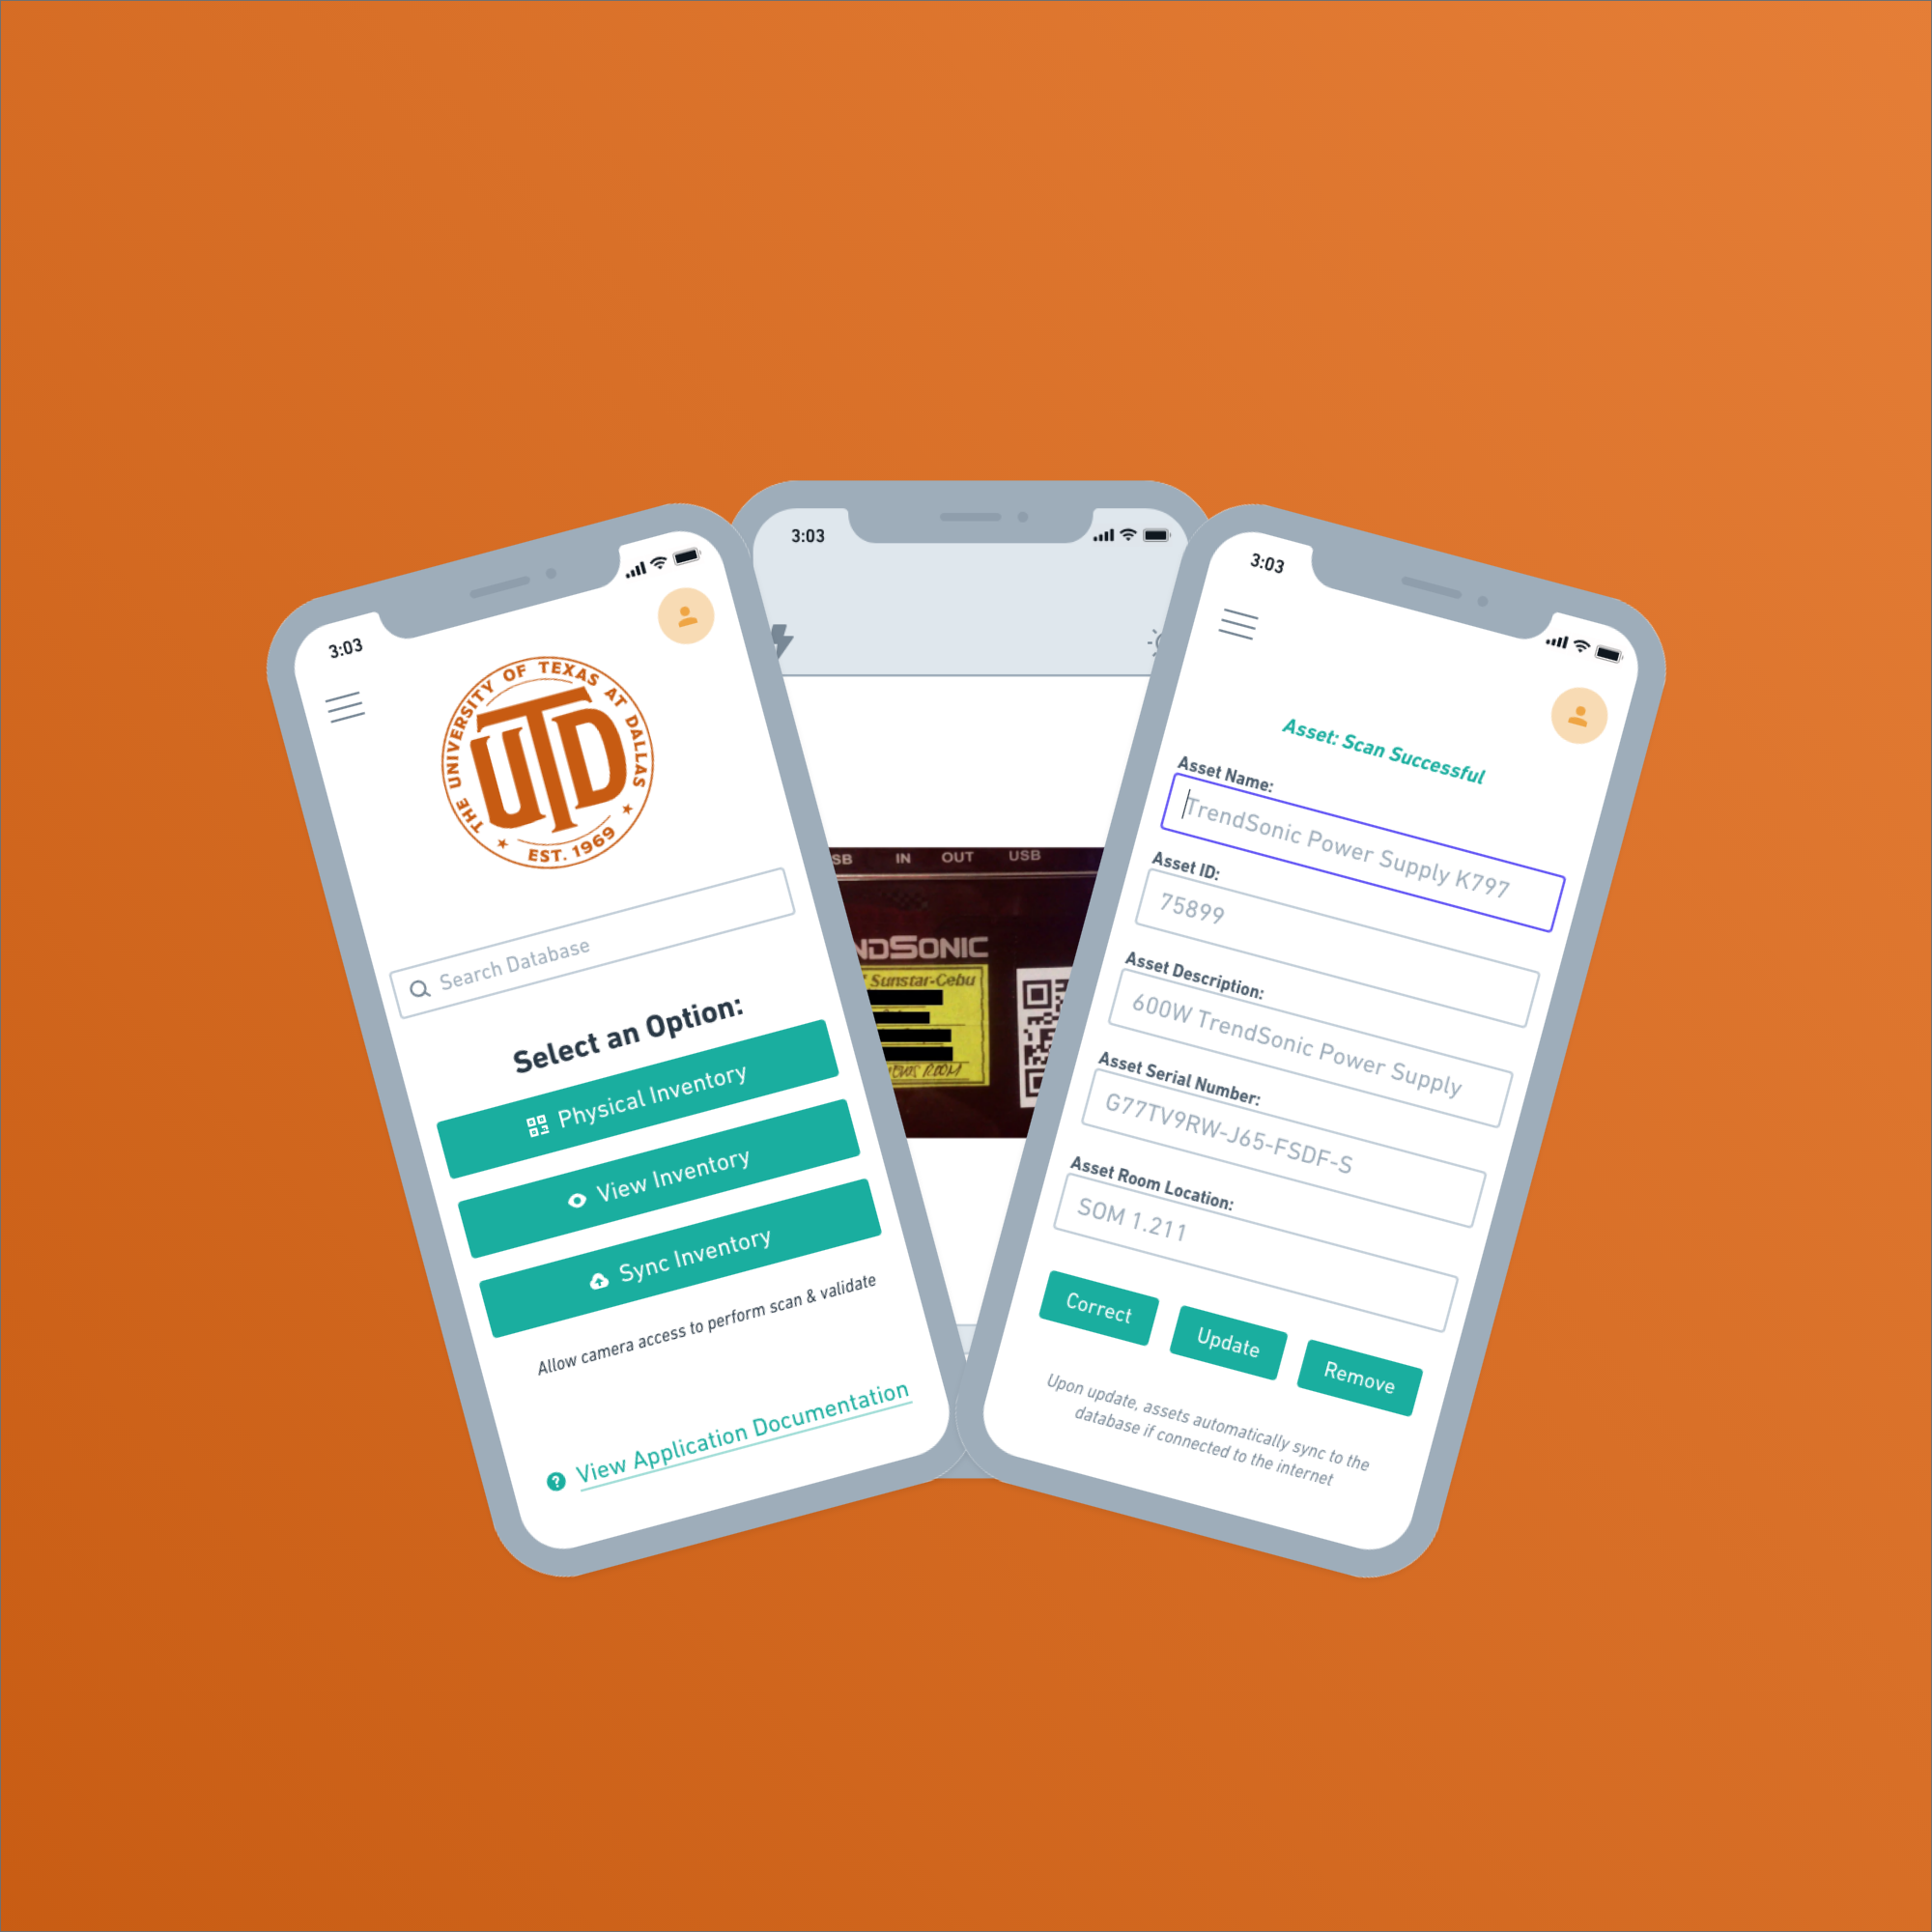 3:03
THE UNIVERSITY OF TEXAS AT DALLAS
UTD
EST. 1969
Search Database
Select an Option:
Physical Inventory
View Inventory
Sync Inventory
Allow camera access to perform scan & validate
View Application Documentation
3:03
SB IN OUT USB
NDSONIC
Sunstar-Cebu
ROOM
3:03
Asset: Scan Successful
Asset Name:
TrendSonic Power Supply K797
Asset ID:
75899
Asset Description:
600W TrendSonic Power Supply
Asset Serial Number:
G77TV9RW-J65-FSDF-S
Asset Room Location:
SOM 1.211
Correct
Update
Remove
Upon update, assets automatically sync to the
database if connected to the internet